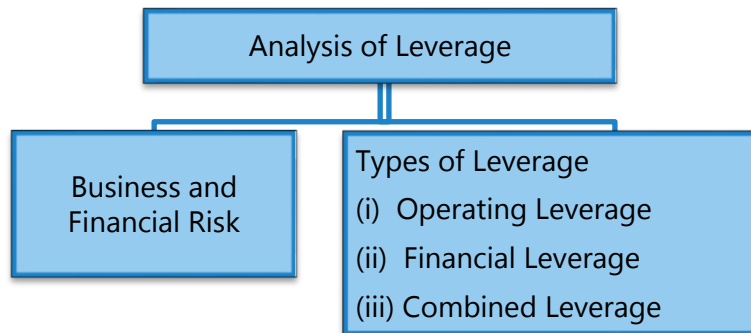 Analysis of Leverage
Business and
Financial Risk
Types of Leverage
(i) Operating Leverage
(ii) Financial Leverage
(iii) Combined Leverage